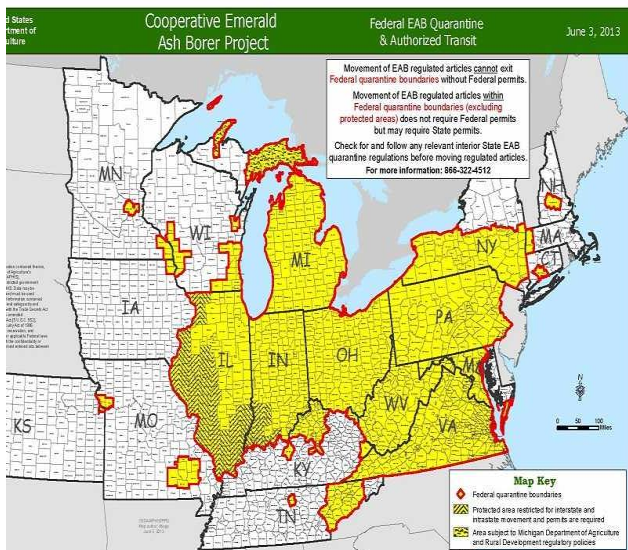 d States
rtment of
culture
Cooperative Emerald
Ash Borer Project
Federal EAB Quarantine
& Authorized Transit
June 3, 2013
Movement of EAB regulated articles cannot exit
Federal quarantine boundaries without Federal permits.
Movement of EAB regulated articles within
Federal quarantine boundaries (excluding
protected areas) does not require Federal permits
but may require State permits.
Check for and follow any relevant interior State EAB
quarantine regulations before moving regulated articles.
For more information: 866-322-4512
MN
WI
MI
NY
NH
MA
CT
IA
PA
IL
IN
OH
KS
MO
WV
VA
KY
TN
N
0 50 100
Miles
Map Key
Federal quarantine boundaries
Protected area restricted for interstate and
intrastate movement and permits are required
Area subject to Michigan Department of Agriculture
and Rural Development regulatory policies